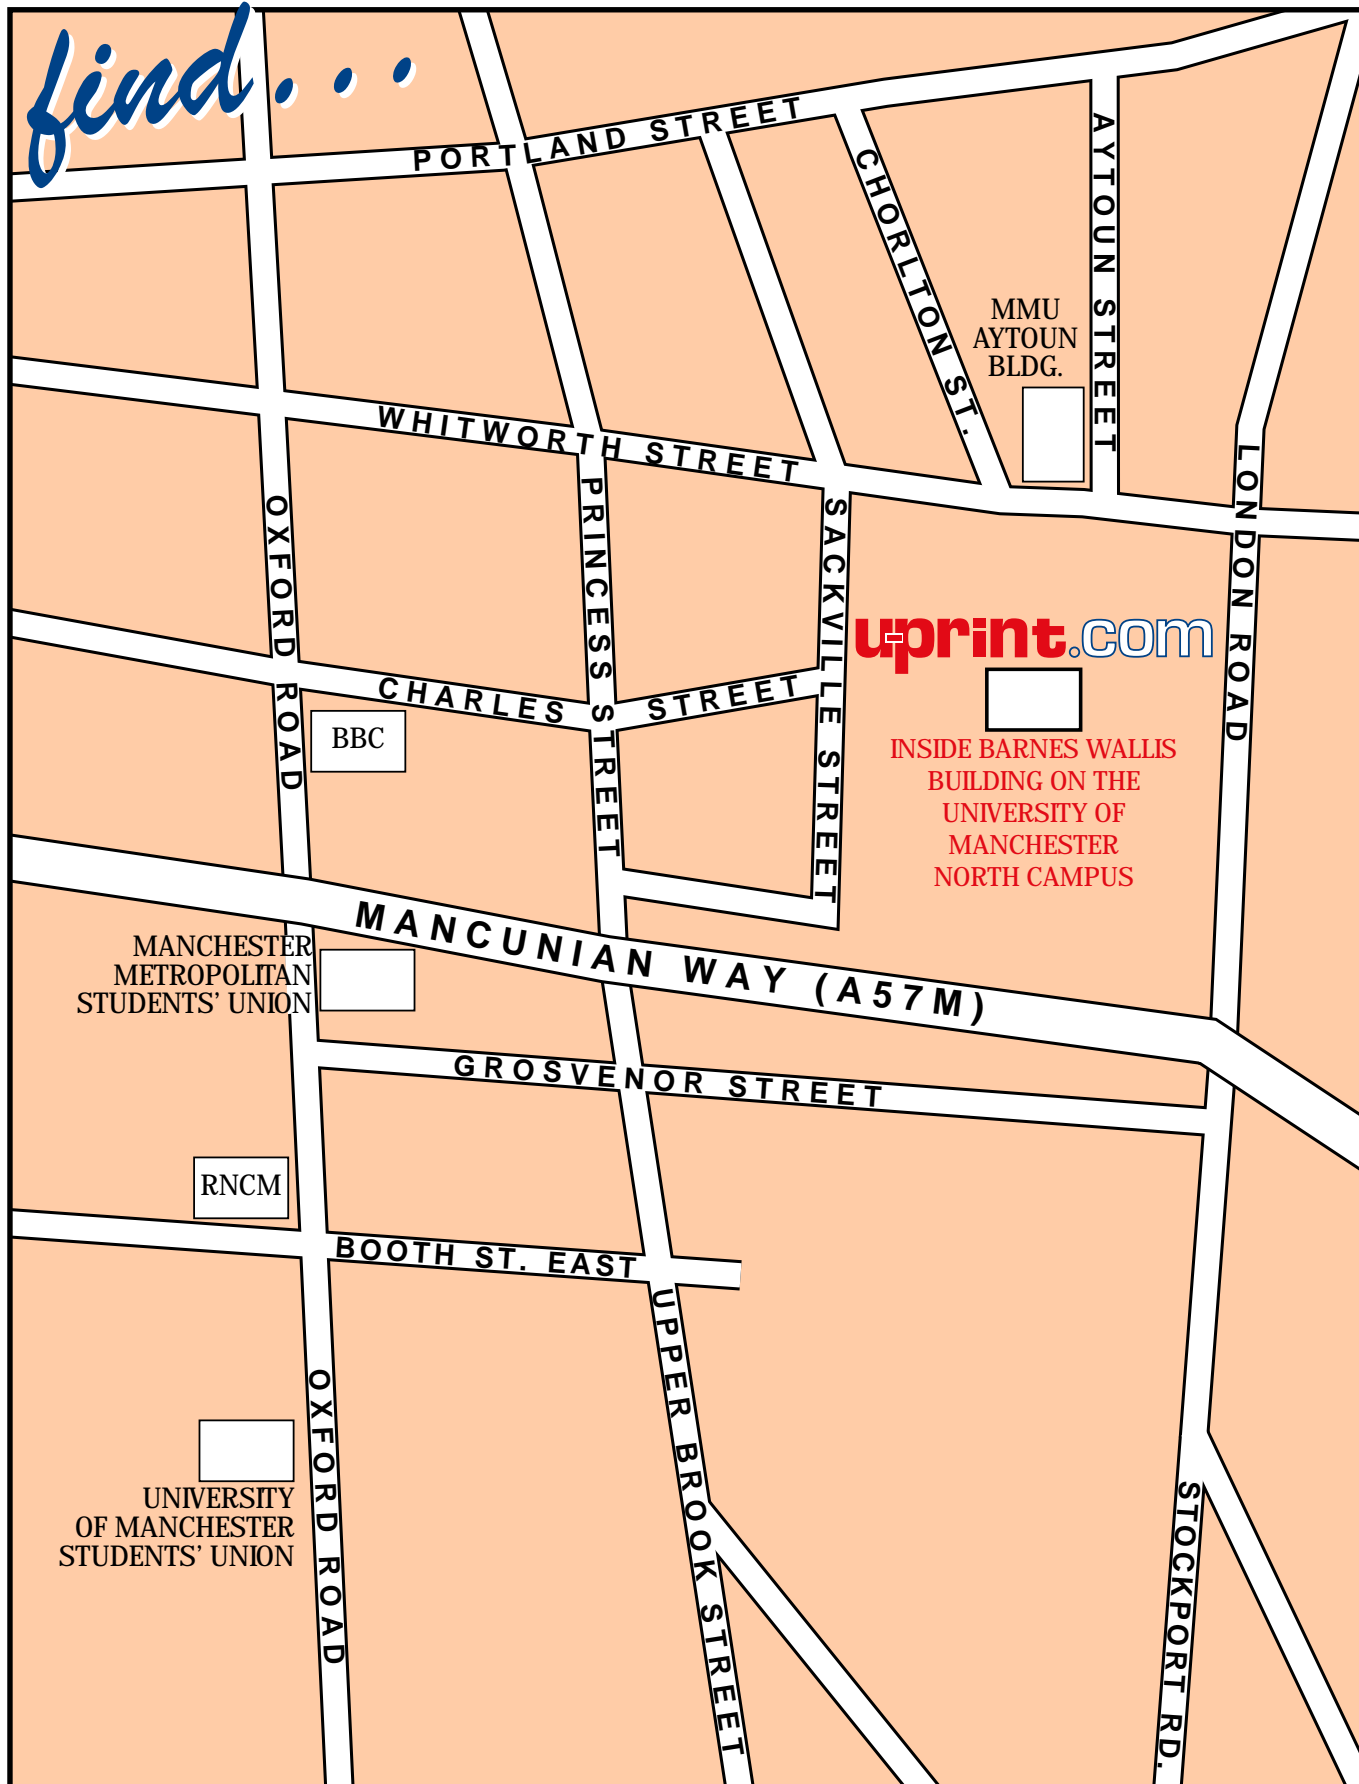 find...
PORTLAND STREET
CHORLTON ST.
AYTOUN STREET
MMU
AYTOUN
BLDG.
WHITWORTH STREET
LONDON ROAD
OXFORD ROAD
PRINCESS STREET
SACKVILLE STREET
u-print.com
INSIDE BARNES WALLIS
BUILDING ON THE
UNIVERSITY OF
MANCHESTER
NORTH CAMPUS
CHARLES STREET
BBC
MANCUNIAN WAY (A57M)
MANCHESTER
METROPOLITAN
STUDENTS' UNION
GROSVENOR STREET
RNCM
BOOTH ST. EAST
UPPER BROOK STREET
OXFORD ROAD
UNIVERSITY
OF MANCHESTER
STUDENTS' UNION
STOCKPORT RD.